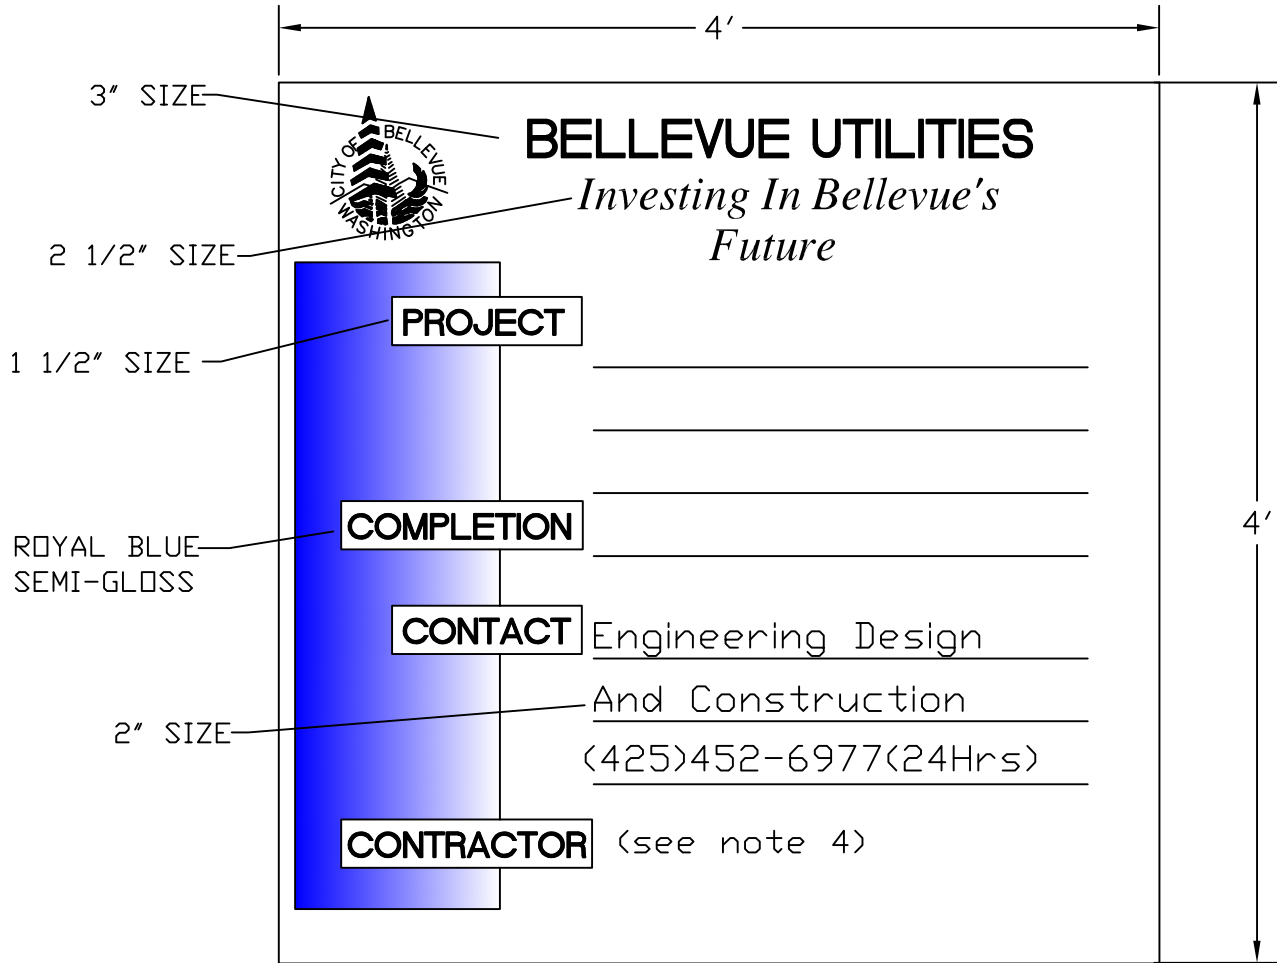 4'
3" SIZE
BELLEVUE UTILITIES
CITY OF BELLEVUE
WASHINGTON
Investing In Bellevue's
Future
2 1/2" SIZE
PROJECT
1 1/2" SIZE
COMPLETION
4'
ROYAL BLUE
SEMI-GLOSS
CONTACT Engineering Design
And Construction
2" SIZE
(425)452-6977(24Hrs)
CONTRACTOR (see note 4)